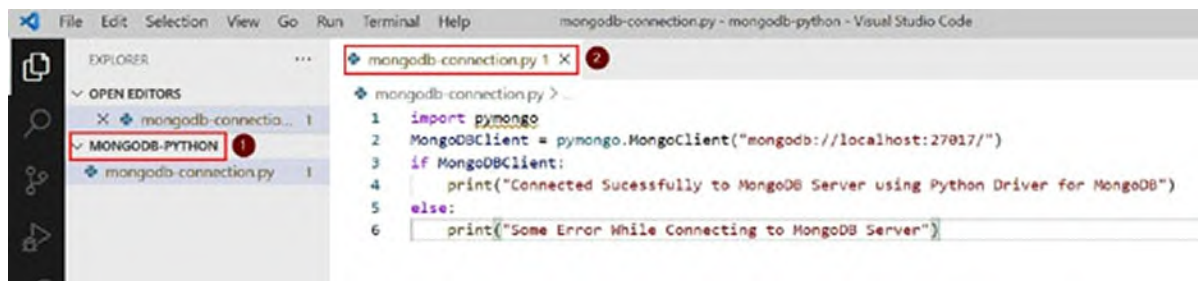 File Edit Selection View Go Run Terminal Help mongodb-connection.py - mongodb-python - Visual Studio Code
EXPLORER ...
OPEN EDITORS
mongodb-connectio... 1
MONGODB-PYTHON 1
mongodb-connection.py 1
mongodb-connection.py 1 × 2
mongodb-connection.py > ...
1 import pymongo
2 MongoDBClient = pymongo.MongoClient("mongodb://localhost:27017/")
3 if MongoDBClient:
4 print("Connected Sucessfully to MongoDB Server using Python Driver for MongoDB")
5 else:
6 print("Some Error While Connecting to MongoDB Server")